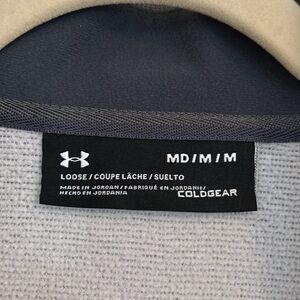 MD/M/M
LOOSE/COUPE LÂCHE/SUELTO
MADE IN JORDAN/FABRIQUÉ EN JORDANIE/
HECHO EN JORDANIA
COLDGEAR